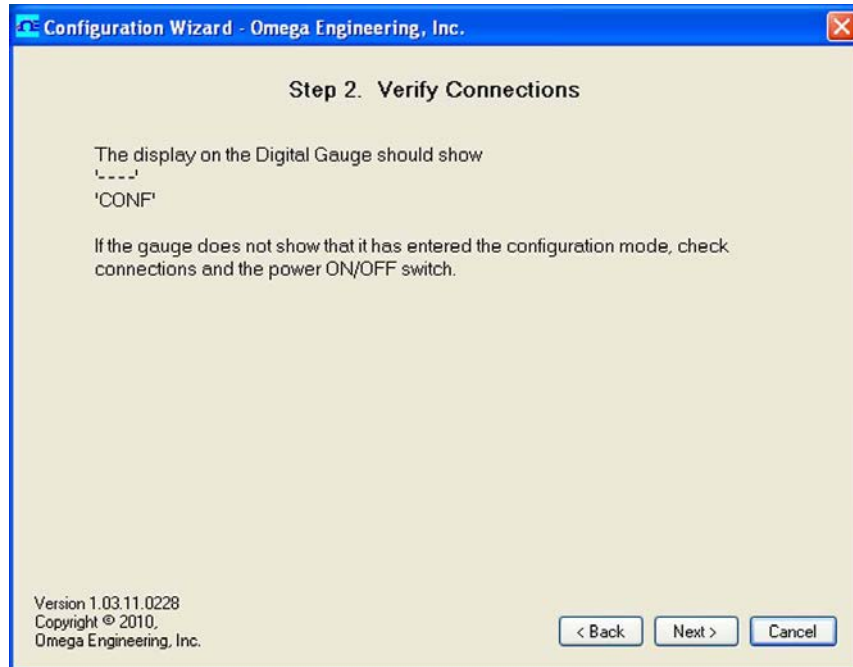 Configuration Wizard - Omega Engineering, Inc.
Step 2. Verify Connections
The display on the Digital Gauge should show
'----'
'CONF'
If the gauge does not show that it has entered the configuration mode, check
connections and the power ON/OFF switch.
Version 1.03.11.0228
Copyright © 2010,
Omega Engineering, Inc.
< Back Next > Cancel